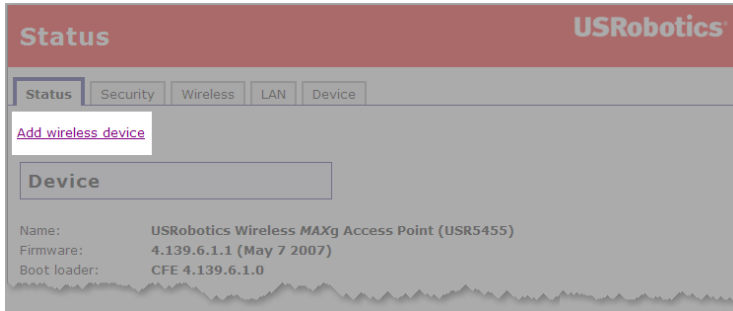 Status
USRobotics
Status Security Wireless LAN Device
Add wireless device
Device
Name: USRobotics Wireless MAXg Access Point (USR5455)
Firmware: 4.139.6.1.1 (May 7 2007)
Boot loader: CFE 4.139.6.1.0